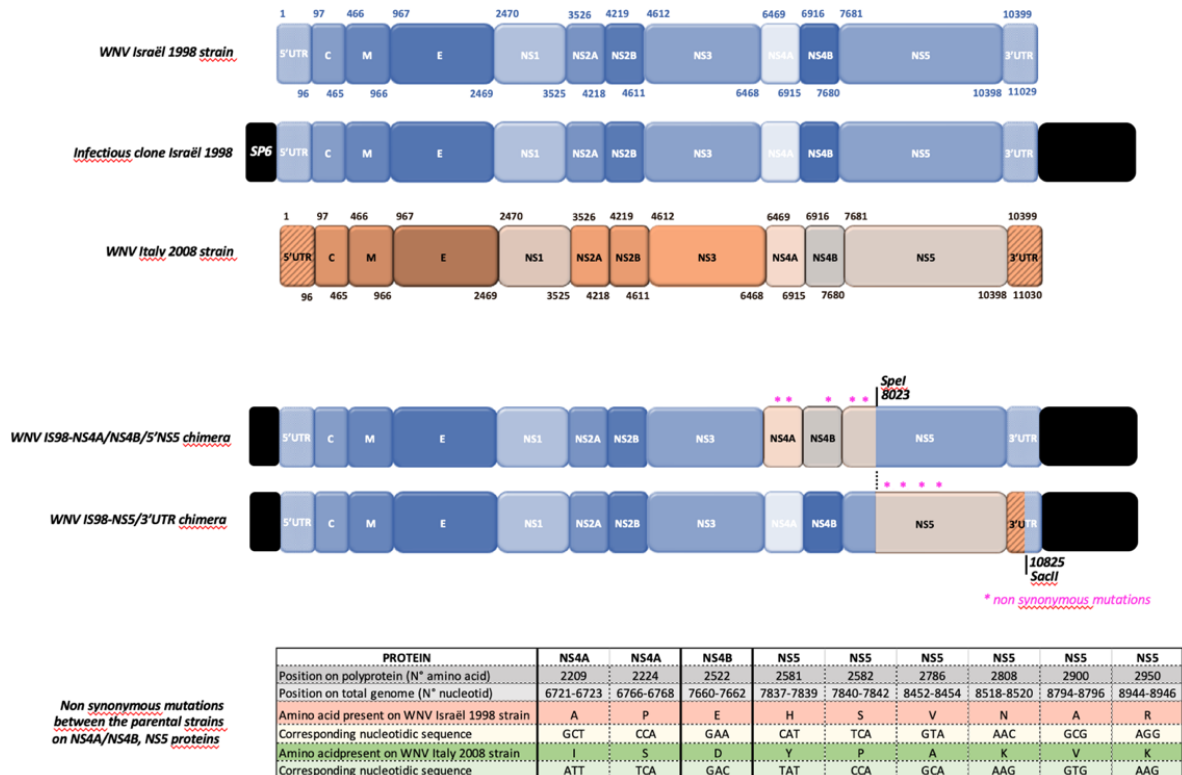 1 97 466 967 2470 3526 4219 4612 6469 6916 7681 10399
WNV Israël 1998 strain 5'UTR C M E NS1 NS2A NS2B NS3 NS4A NS4B NS5 3'UTR
96 465 966 2469 3525 4218 4611 6468 6915 7680 10398 11029
Infectious clone Israël 1998 SP6 5'UTR C M E NS1 NS2A NS2B NS3 NS4A NS4B NS5 3'UTR
1 97 466 967 2470 3526 4219 4612 6469 6916 7681 10399
WNV Italy 2008 strain 5'UTR C M E NS1 NS2A NS2B NS3 NS4A NS4B NS5 3'UTR
96 465 966 2469 3525 4218 4611 6468 6915 7680 10398 11030
SpeI
* * * * * 8023
WNV IS98-NS4A/NS4B/5'NS5 chimera 5'UTR C M E NS1 NS2A NS2B NS3 NS4A NS4B NS5 3'UTR
* * * *
WNV IS98-NS5/3'UTR chimera 5'UTR C M E NS1 NS2A NS2B NS3 NS4A NS4B NS5 3'UTR
10825
SacII
* non synonymous mutations
Non synonymous mutations
between the parental strains
on NS4A/NS4B, NS5 proteins
PROTEIN NS4A NS4A NS4B NS5 NS5 NS5 NS5 NS5 NS5
Position on polyprotein (N° amino acid) 2209 2224 2522 2581 2582 2786 2808 2900 2950
Position on total genome (N° nucleotid) 6721-6723 6766-6768 7660-7662 7837-7839 7840-7842 8452-8454 8518-8520 8794-8796 8944-8946
Amino acid present on WNV Israël 1998 strain A P E H S V N A R
Corresponding nucleotidic sequence GCT CCA GAA CAT TCA GTA AAC GCG AGG
Amino acidpresent on WNV Italy 2008 strain I S D Y P A K V K
Corresponding nucleotidic sequence ATT TCA GAC TAT CCA GCA AAG GTG AAG